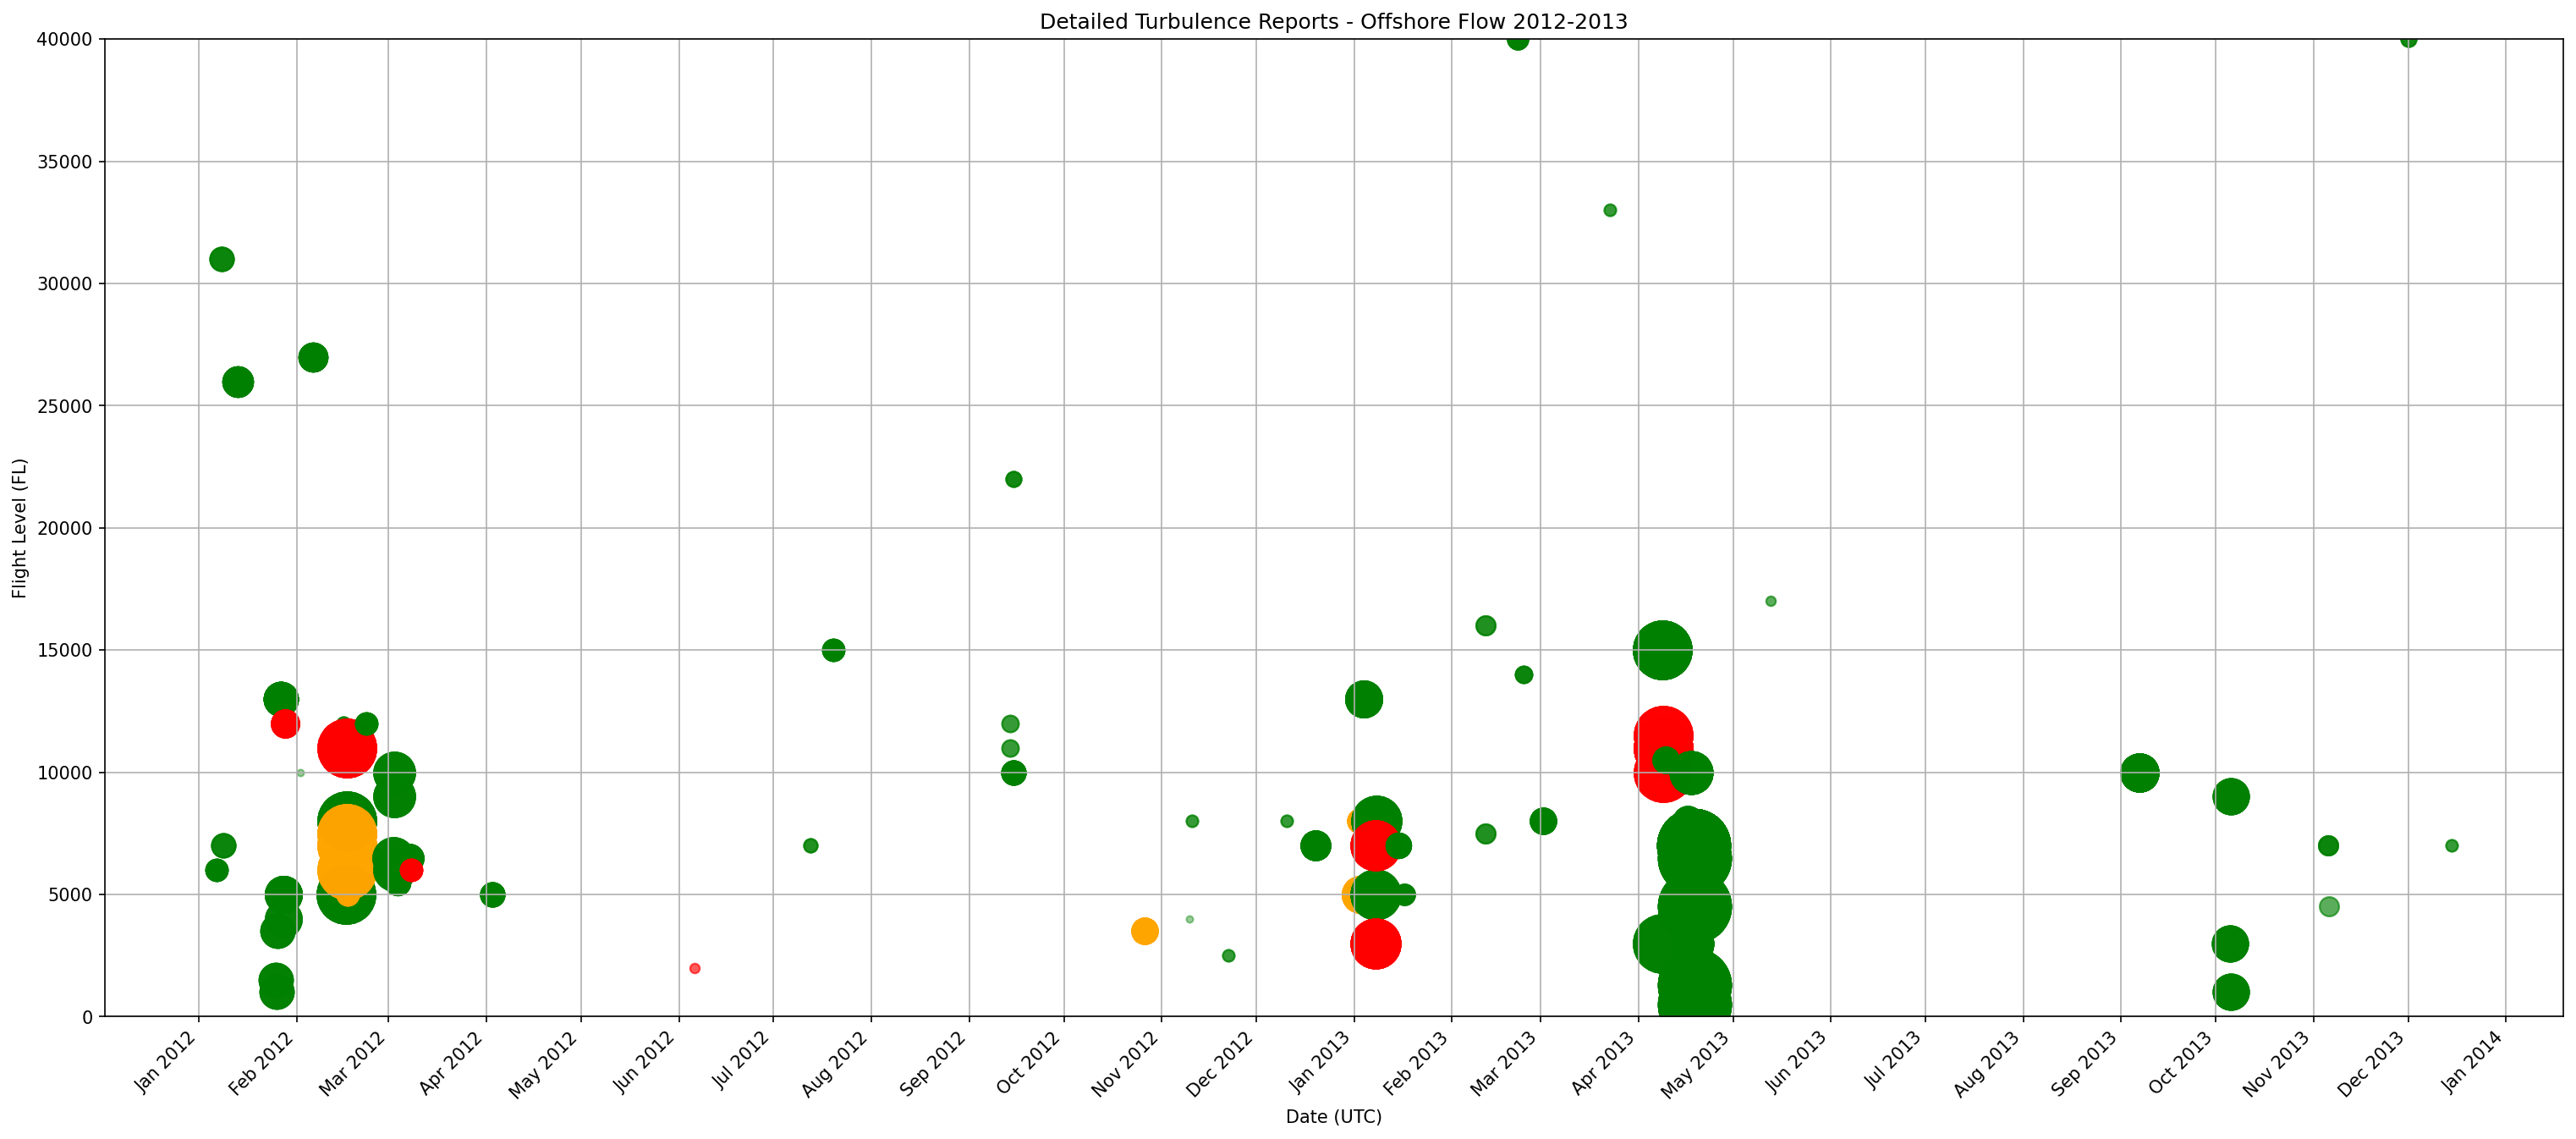 Detailed Turbulence Reports - Offshore Flow 2012-2013
Flight Level (FL)
40000
35000
30000
25000
20000
15000
10000
5000
0
Jan 2012
Feb 2012
Mar 2012
Apr 2012
May 2012
Jun 2012
Jul 2012
Aug 2012
Sep 2012
Oct 2012
Nov 2012
Dec 2012
Jan 2013
Feb 2013
Mar 2013
Apr 2013
May 2013
Jun 2013
Jul 2013
Aug 2013
Sep 2013
Oct 2013
Nov 2013
Dec 2013
Jan 2014
Date (UTC)